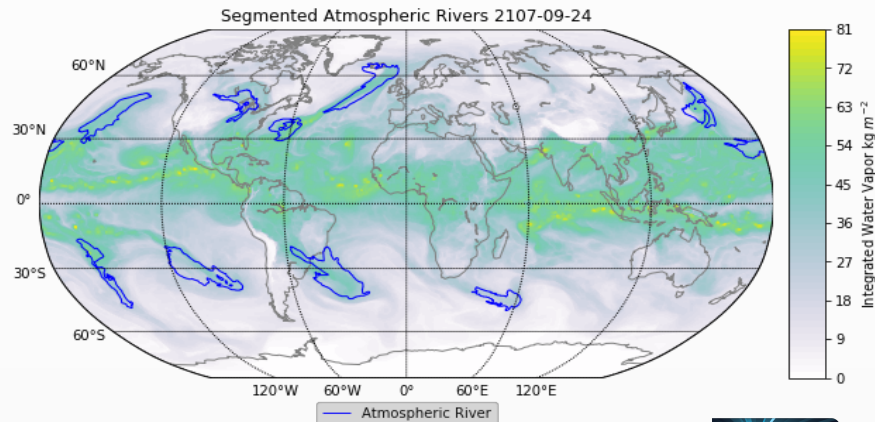 Segmented Atmospheric Rivers 2107-09-24
60°N
30°N
0°
30°S
60°S
120°W 60°W 0° 60°E 120°E
Atmospheric River
81
72
63
54
45
36
27
18
9
0
Integrated Water Vapor kg m⁻²